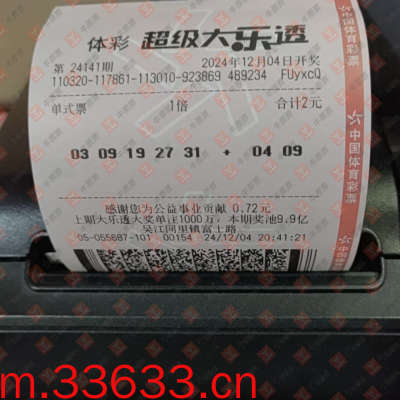 体彩 超级大乐透
第 24141期 2024年12月04日开奖
110320-117861-113010-923869 489234 FUyxcQ
单式票 1倍 合计2元
03 09 19 27 31 + 04 09
感谢您为公益事业贡献 0.72元
上期大乐透大奖单注1000万，本期奖池9.9亿
吴江同里镇富士路
05-055687-101 00154 24/12/04 20:41:21
中国体育彩票
中国体育彩票
m.33633.cn